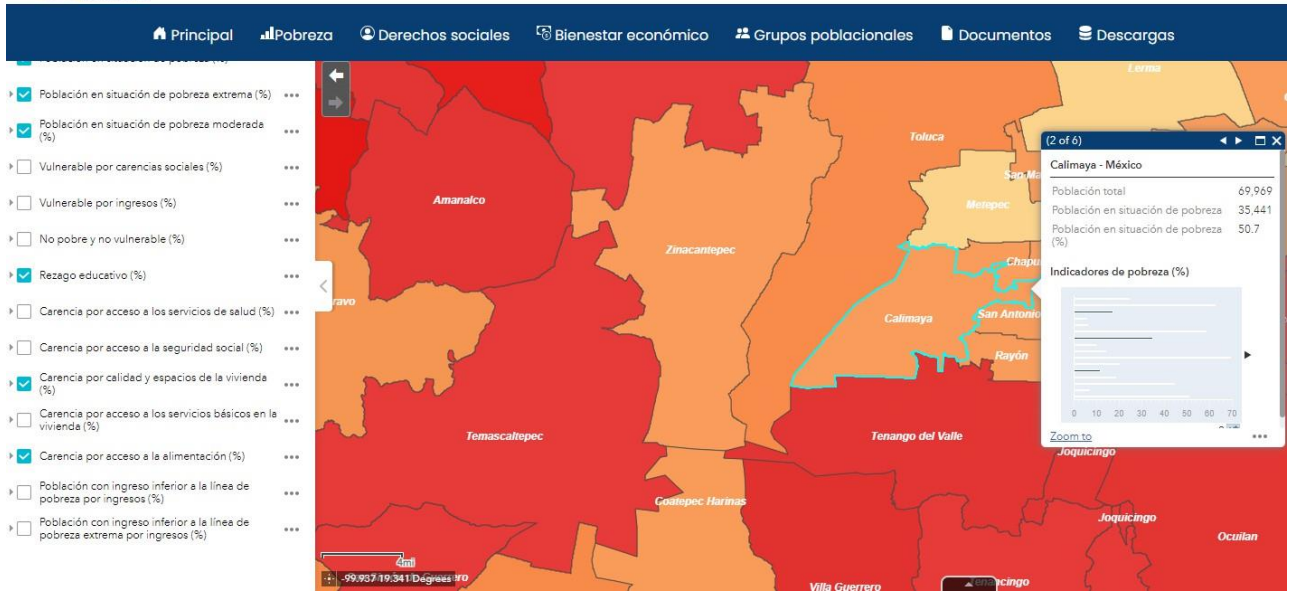 Principal Pobreza Derechos sociales Bienestar económico Grupos poblacionales Documentos Descargas
Población en situación de pobreza (%)
Población en situación de pobreza extrema (%)
Población en situación de pobreza moderada
(%)
Vulnerable por carencias sociales (%)
Vulnerable por ingresos (%)
No pobre y no vulnerable (%)
Rezago educativo (%)
Carencia por acceso a los servicios de salud (%)
Carencia por acceso a la seguridad social (%)
Carencia por calidad y espacios de la vivienda
(%)
Carencia por acceso a los servicios básicos en la
vivienda (%)
Carencia por acceso a la alimentación (%)
Población con ingreso inferior a la línea de
pobreza por ingresos (%)
Población con ingreso inferior a la línea de
pobreza extrema por ingresos (%)
Lerma
Toluca
Amanalco
Metepec
Zinacantepec
Chapu
ravo
Calimaya
San Antonio
Rayón
Temascaltepec
Tenango del Valle
Joquicingo
Coatepec Harinas
Joquicingo
Ocuilan
4mi
-99.937 19.341 Degrees
Villa Guerrero
Tenancingo
(2 of 6)
Calimaya - México
Población total 69,969
Población en situación de pobreza 35,441
Población en situación de pobreza 50.7
(%)
Indicadores de pobreza (%)
0 10 20 30 40 50 60 70
Zoom to